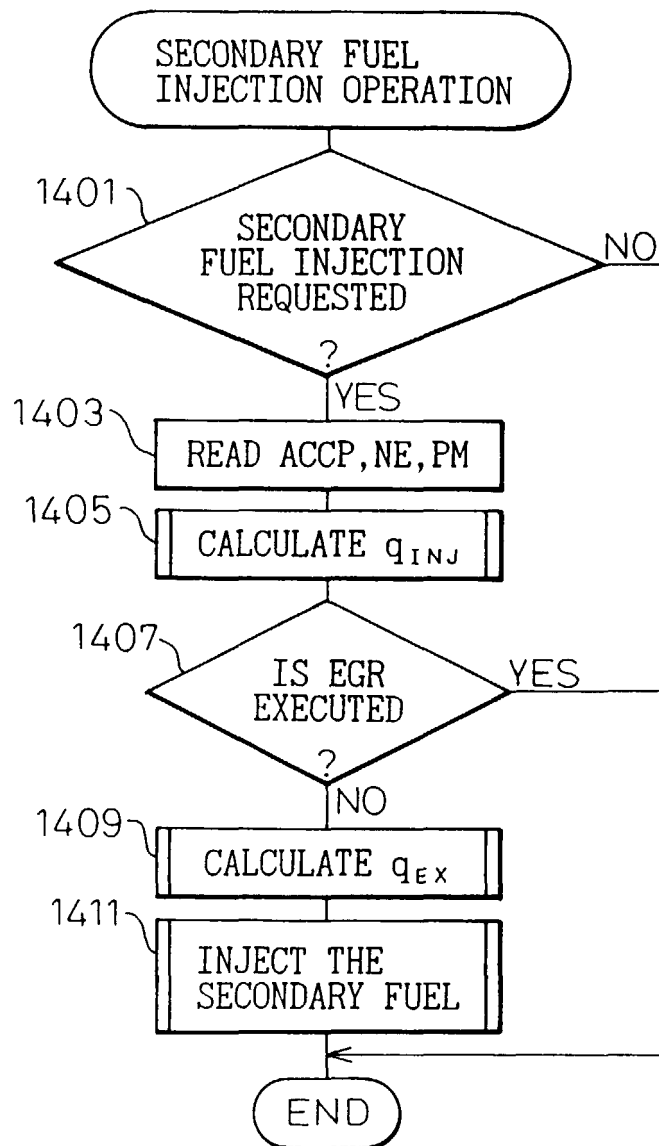 SECONDARY FUEL
INJECTION OPERATION
1401
SECONDARY
FUEL INJECTION
REQUESTED
?
NO
YES
1403
READ ACCP,NE,PM
1405
CALCULATE qINJ
1407
IS EGR
EXECUTED
?
YES
NO
1409
CALCULATE qEX
1411
INJECT THE
SECONDARY FUEL
END